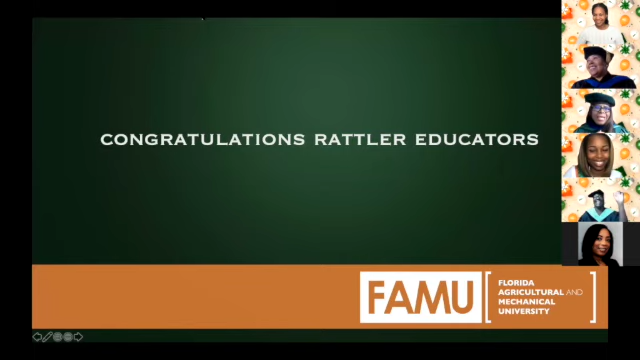 CONGRATULATIONS RATTLER EDUCATORS
FAMU
FLORIDA
AGRICULTURAL AND
MECHANICAL
UNIVERSITY